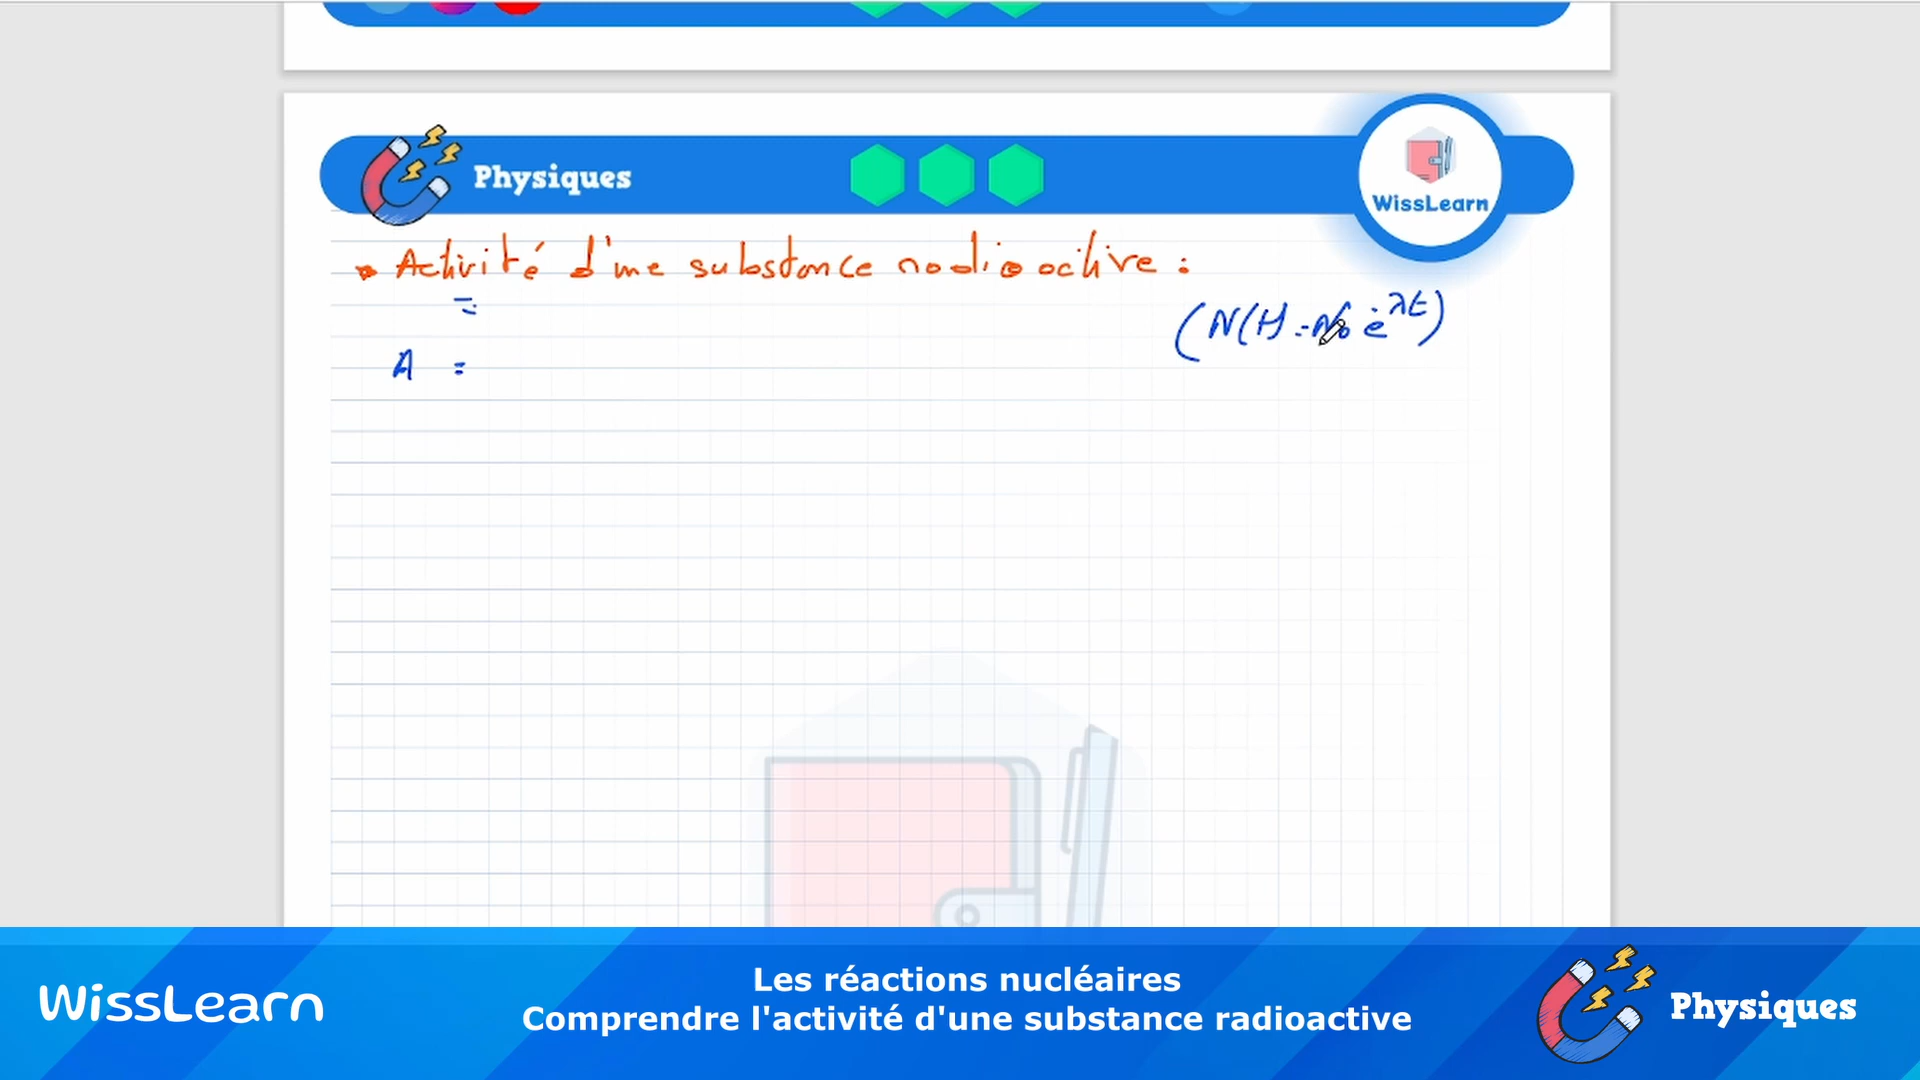 Physiques
WissLearn
Activité d'une substance radioactive :
=
(N(t) = N₀ e^-λt)
A =
WissLearn
Les réactions nucléaires
Comprendre l'activité d'une substance radioactive
Physiques